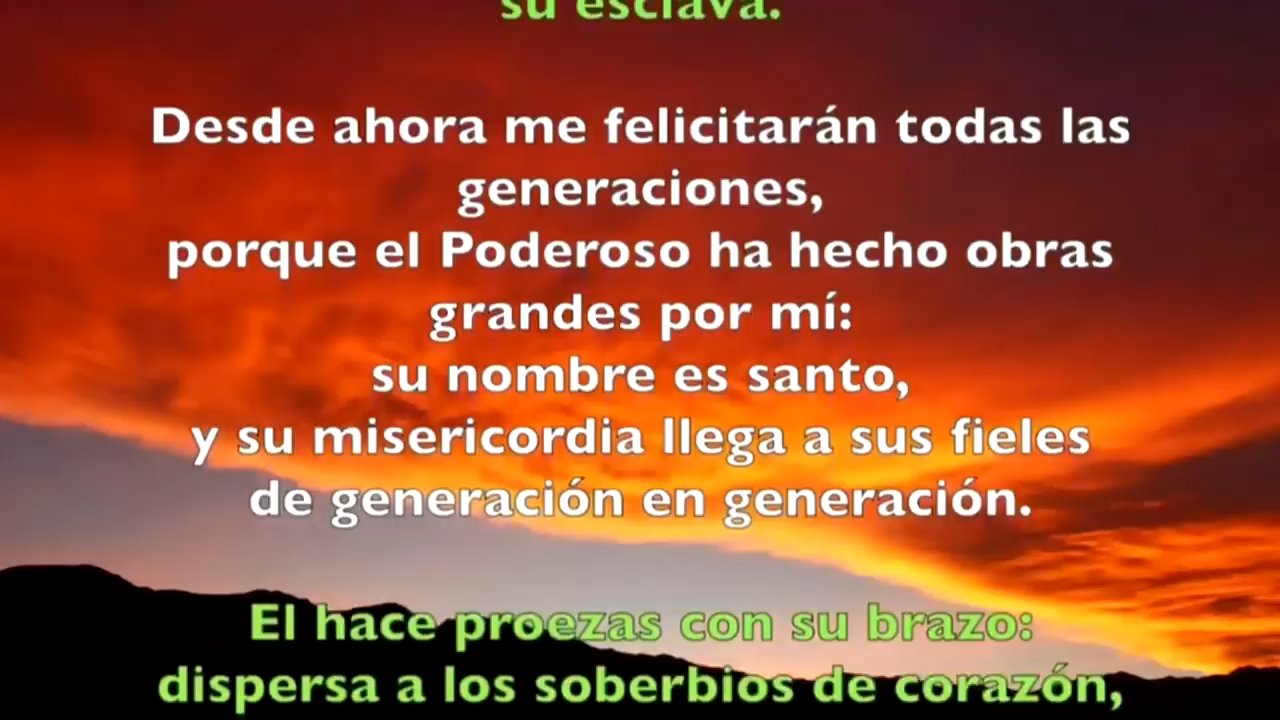 su esclava.
Desde ahora me felicitarán todas las
generaciones,
porque el Poderoso ha hecho obras
grandes por mí:
su nombre es santo,
y su misericordia llega a sus fieles
de generación en generación.
El hace proezas con su brazo:
dispersa a los soberbios de corazón,